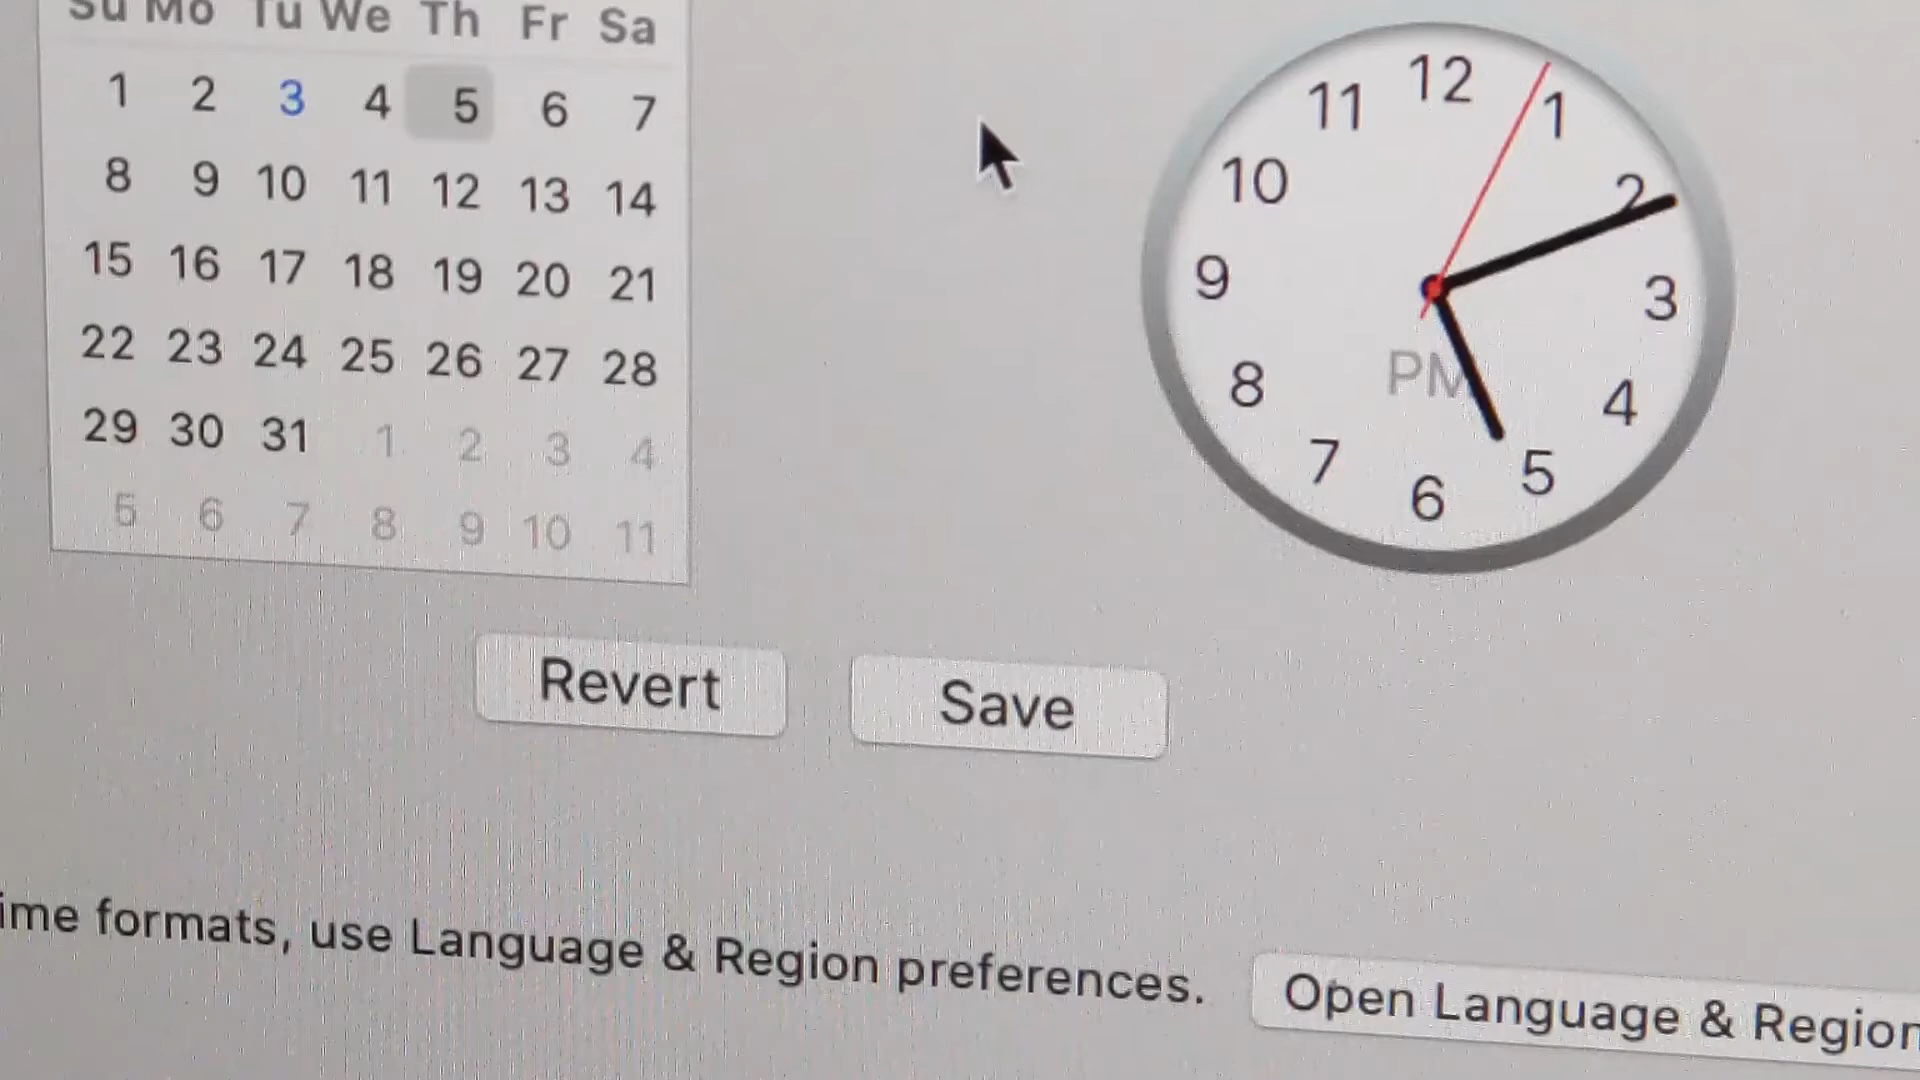 Su Mo Tu We Th Fr Sa
1 2 3 4 5 6 7
8 9 10 11 12 13 14
15 16 17 18 19 20 21
22 23 24 25 26 27 28
29 30 31 1 2 3 4
5 6 7 8 9 10 11
12
1
2
3
4
5
6
7
8
9
10
11
PM
Revert
Save
ime formats, use Language & Region preferences.
Open Language & Region